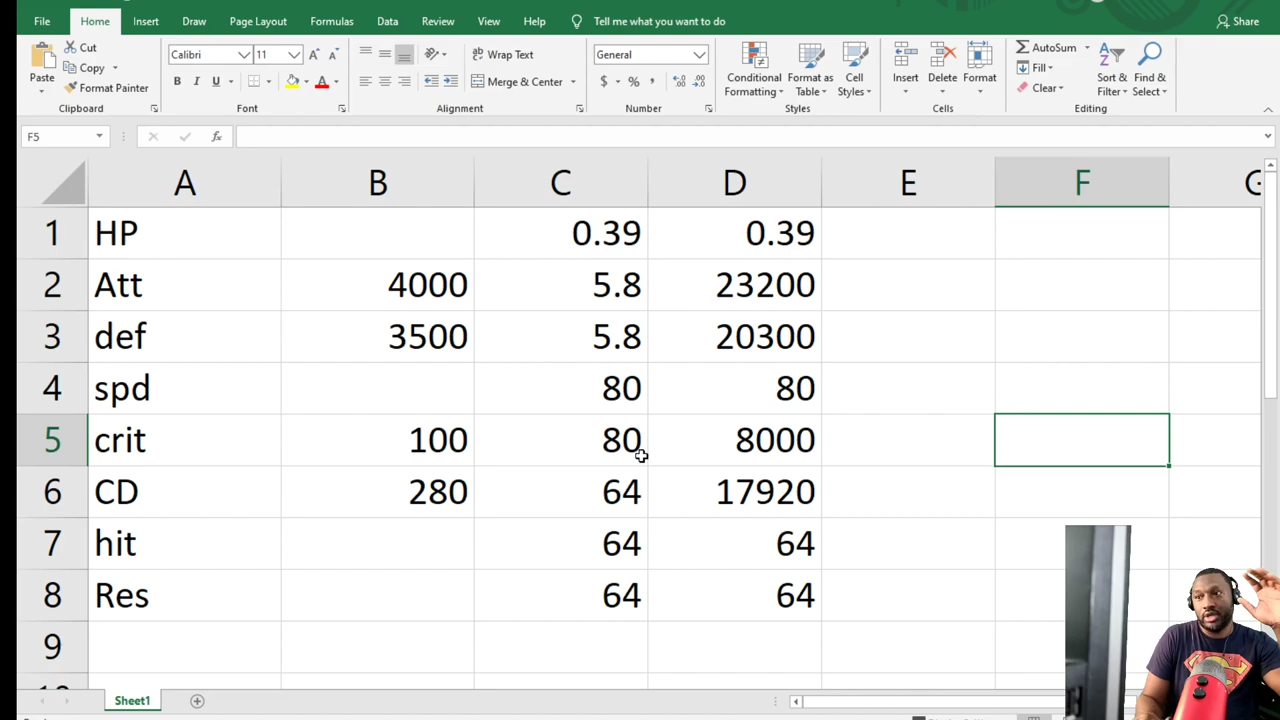 File Home Insert Draw Page Layout Formulas Data Review View Help Tell me what you want to do Share
Paste
Cut
Copy
Format Painter
Clipboard
Calibri 11 A A
B I U A
Font
Wrap Text
Merge & Center
Alignment
General
$ % , .00
Number
Conditional Formatting
Format as Table
Cell Styles
Styles
Insert Delete Format
Cells
AutoSum
Fill
Clear
Sort & Filter
Find & Select
Editing
F5 fx
A B C D E F G
1 HP 0.39 0.39
2 Att 4000 5.8 23200
3 def 3500 5.8 20300
4 spd 80 80
5 crit 100 80 8000
6 CD 280 64 17920
7 hit 64 64
8 Res 64 64
9
Sheet1